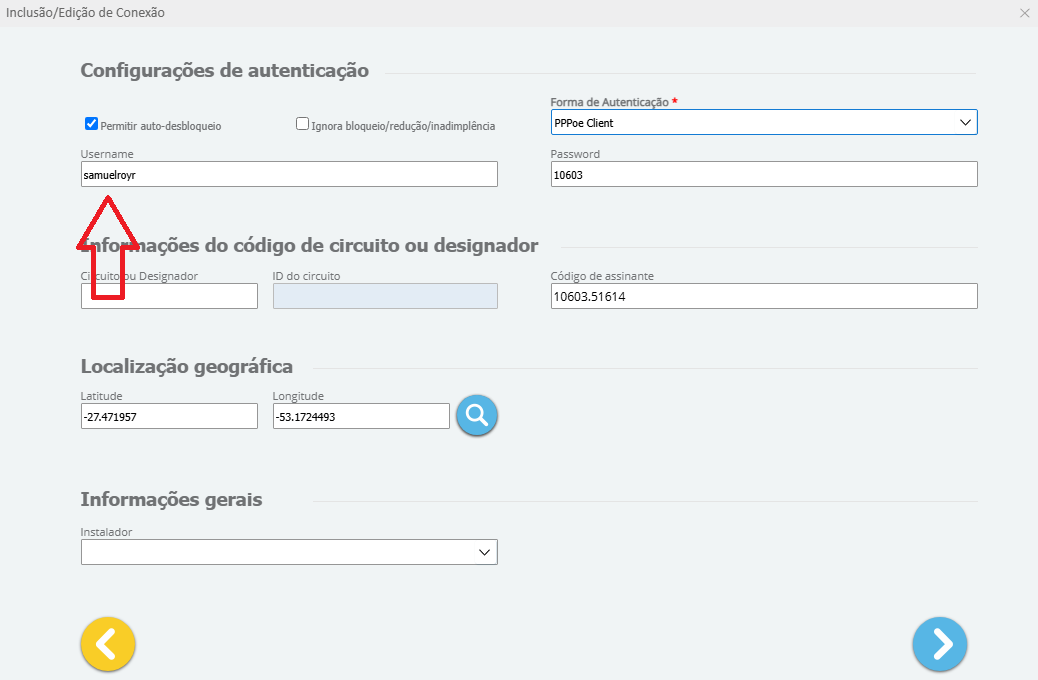 Inclusão/Edição de Conexão
Configurações de autenticação
Forma de Autenticação *
Permitir auto-desbloqueio
Ignora bloqueio/redução/inadimplência
PPPoe Client
Username
Password
samuelroyr
10603
Informações do código de circuito ou designador
Circuito ou Designador
ID do circuito
Código de assinante
10603.51614
Localização geográfica
Latitude
Longitude
-27.471957
-53.1724493
Informações gerais
Instalador